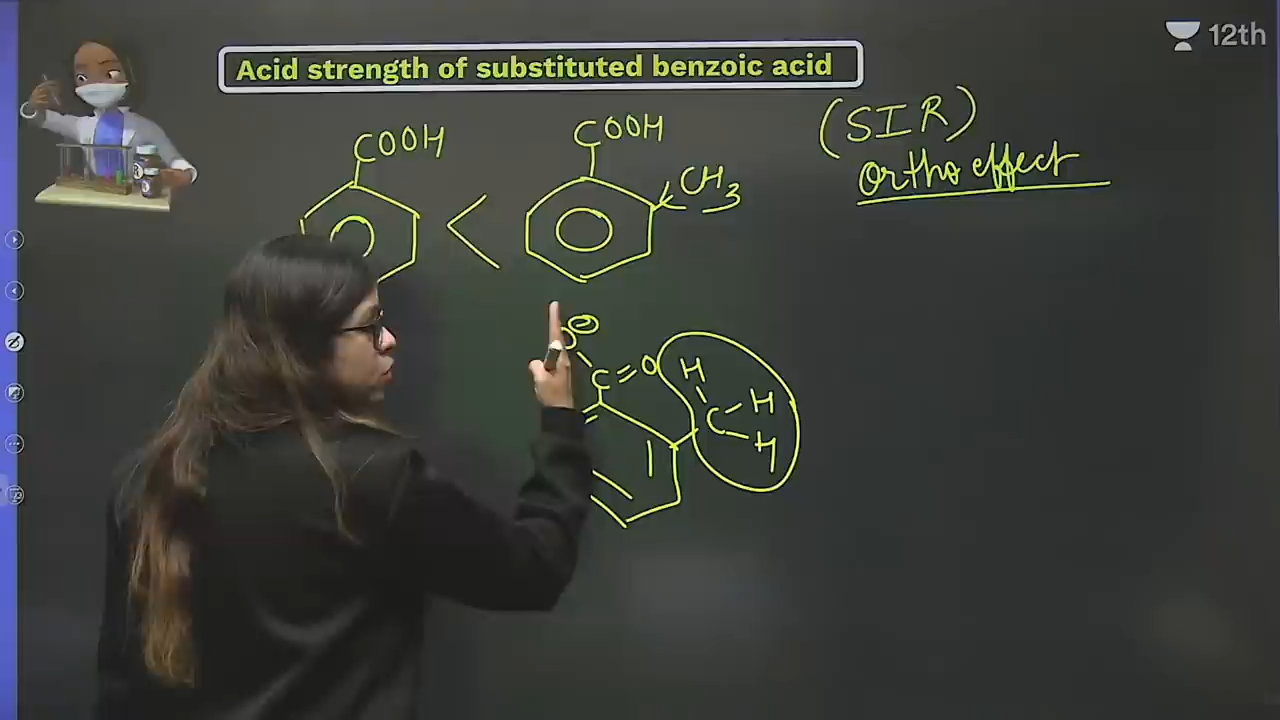 12th
Acid strength of substituted benzoic acid
(SIR)
Ortho effect
COOH
<
COOH
CH3
O⊖
C=O
H
C
H
H